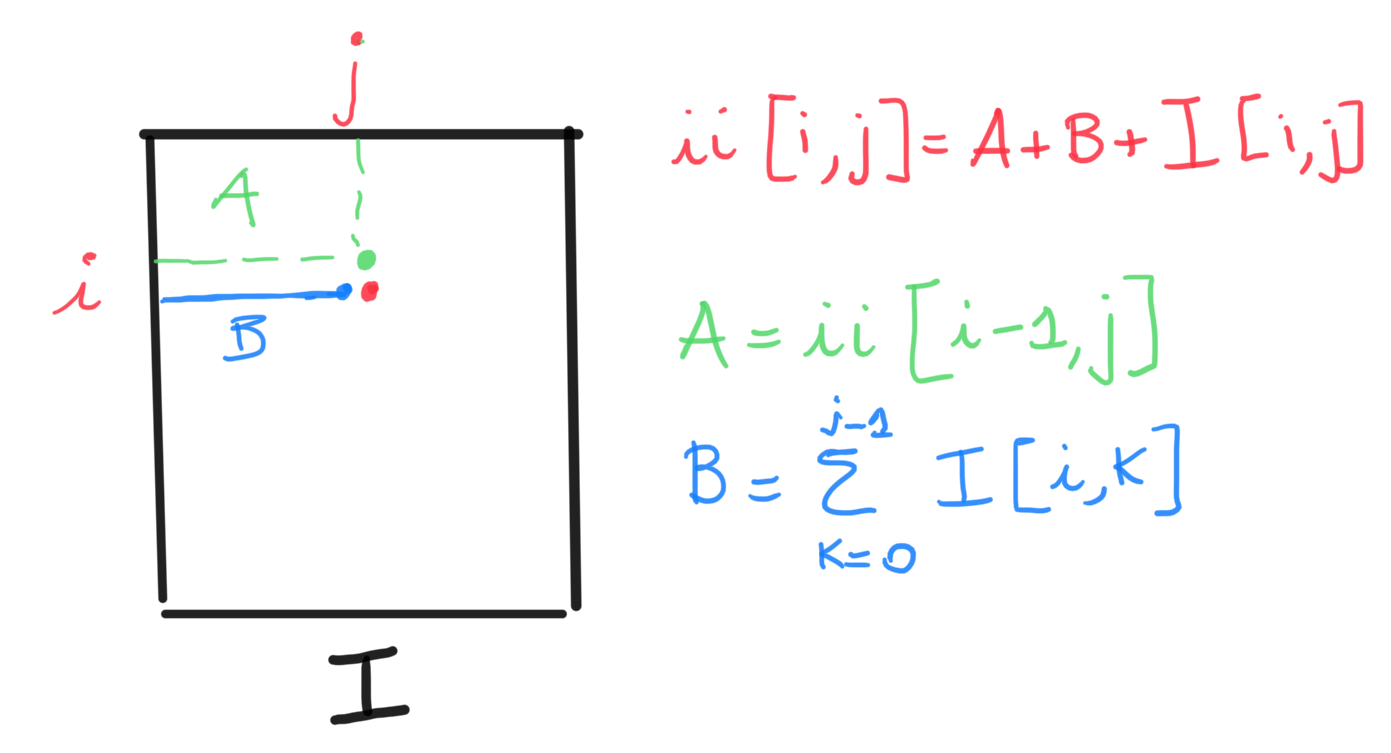 j
A
i
B
I
ii [i,j] = A + B + I [i,j]
A = ii [i-1,j]
j-1
B = Σ I [i,K]
K=0